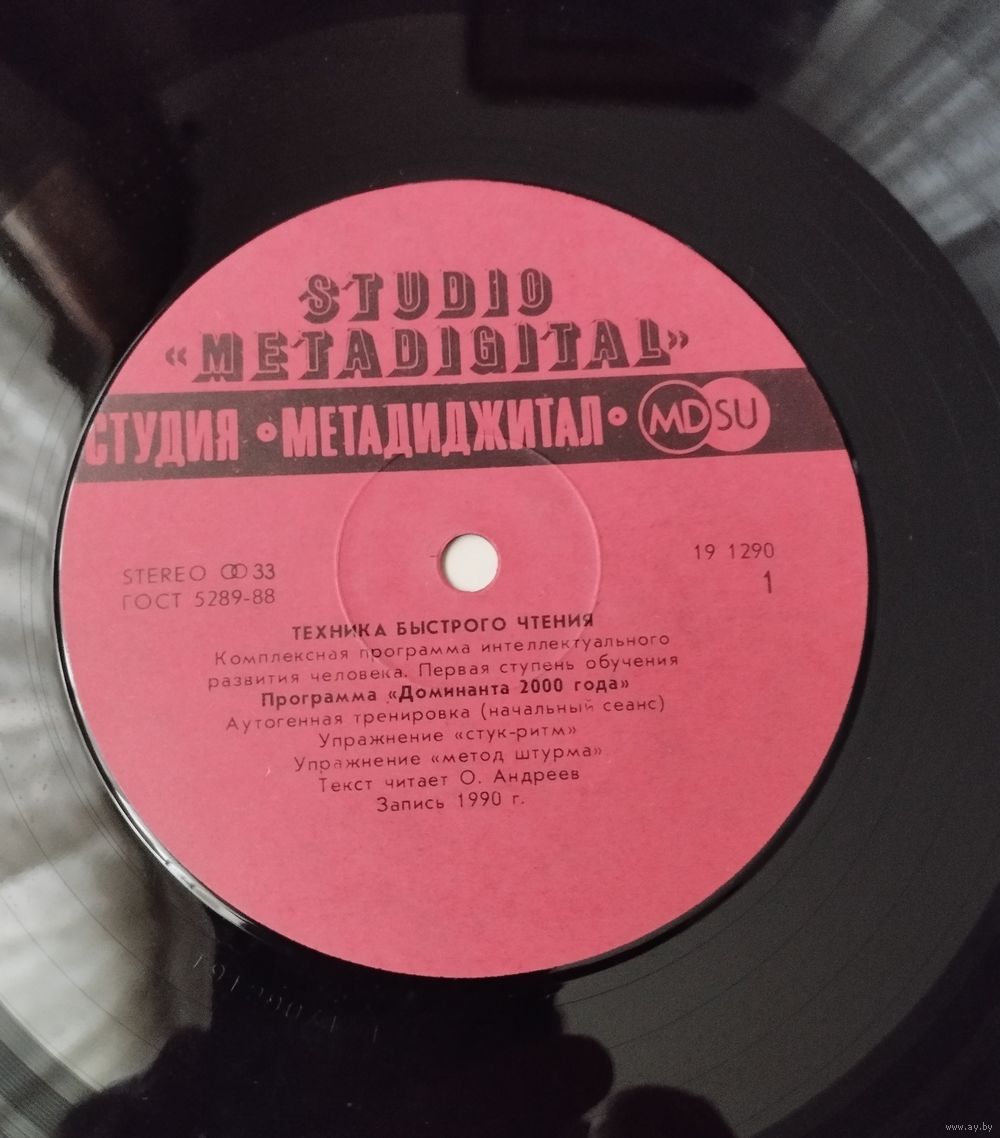 STUDIO
«METADIGITAL»
СТУДИЯ •МЕТАДИДЖИТАЛ• MD SU
STEREO 33
19 1290
ГОСТ 5289-88
1
ТЕХНИКА БЫСТРОГО ЧТЕНИЯ
Комплексная программа интеллектуального
развития человека. Первая ступень обучения
Программа «Доминанта 2000 года»
Аутогенная тренировка (начальный сеанс)
Упражнение «стук-ритм»
Упражнение «метод штурма»
Текст читает О. Андреев
Запись 1990 г.
www.ay.by